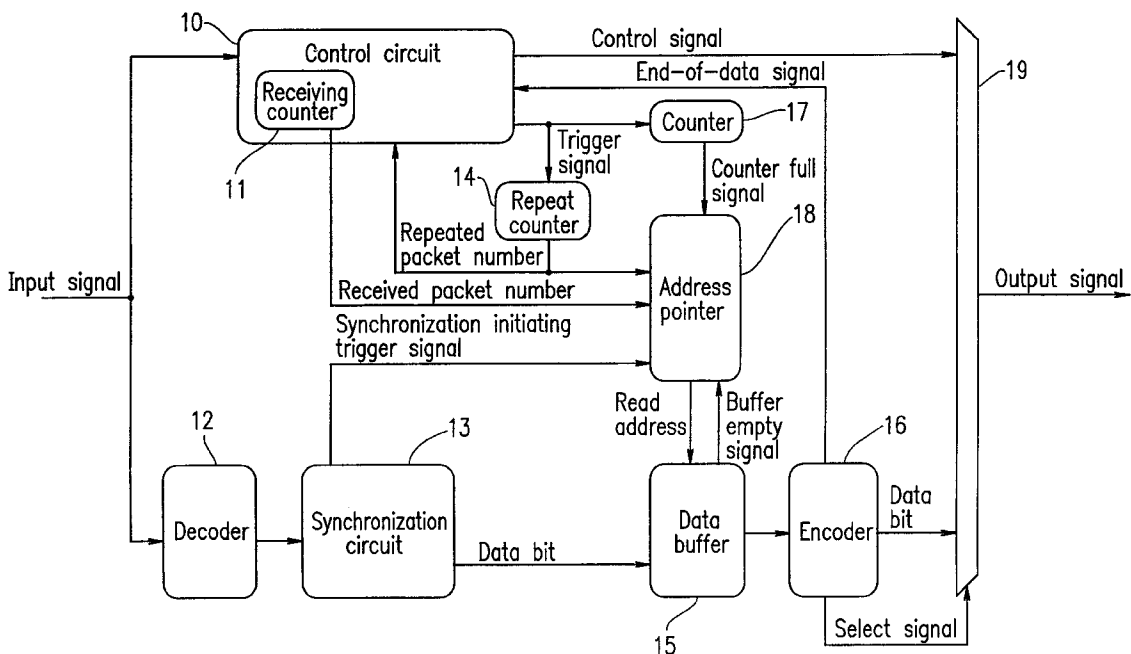 10
Control circuit
Control signal
End-of-data signal
19
Receiving
counter
11
Trigger
signal
Counter
17
Counter full
signal
14
Repeat
counter
18
Repeated
packet number
Input signal
Received packet number
Address
pointer
Output signal
Synchronization initiating
trigger signal
Read
address
Buffer
empty
signal
12
13
16
Decoder
Synchronization
circuit
Data bit
Data
buffer
Encoder
Data
bit
15
Select signal